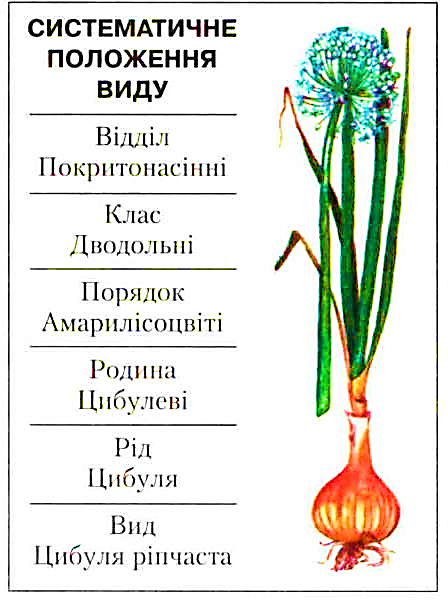 СИСТЕМАТИЧНЕ
ПОЛОЖЕННЯ
ВИДУ
Відділ
Покритонасінні
Клас
Дводольні
Порядок
Амарилісоцвіті
Родина
Цибулеві
Рід
Цибуля
Вид
Цибуля ріпчаста